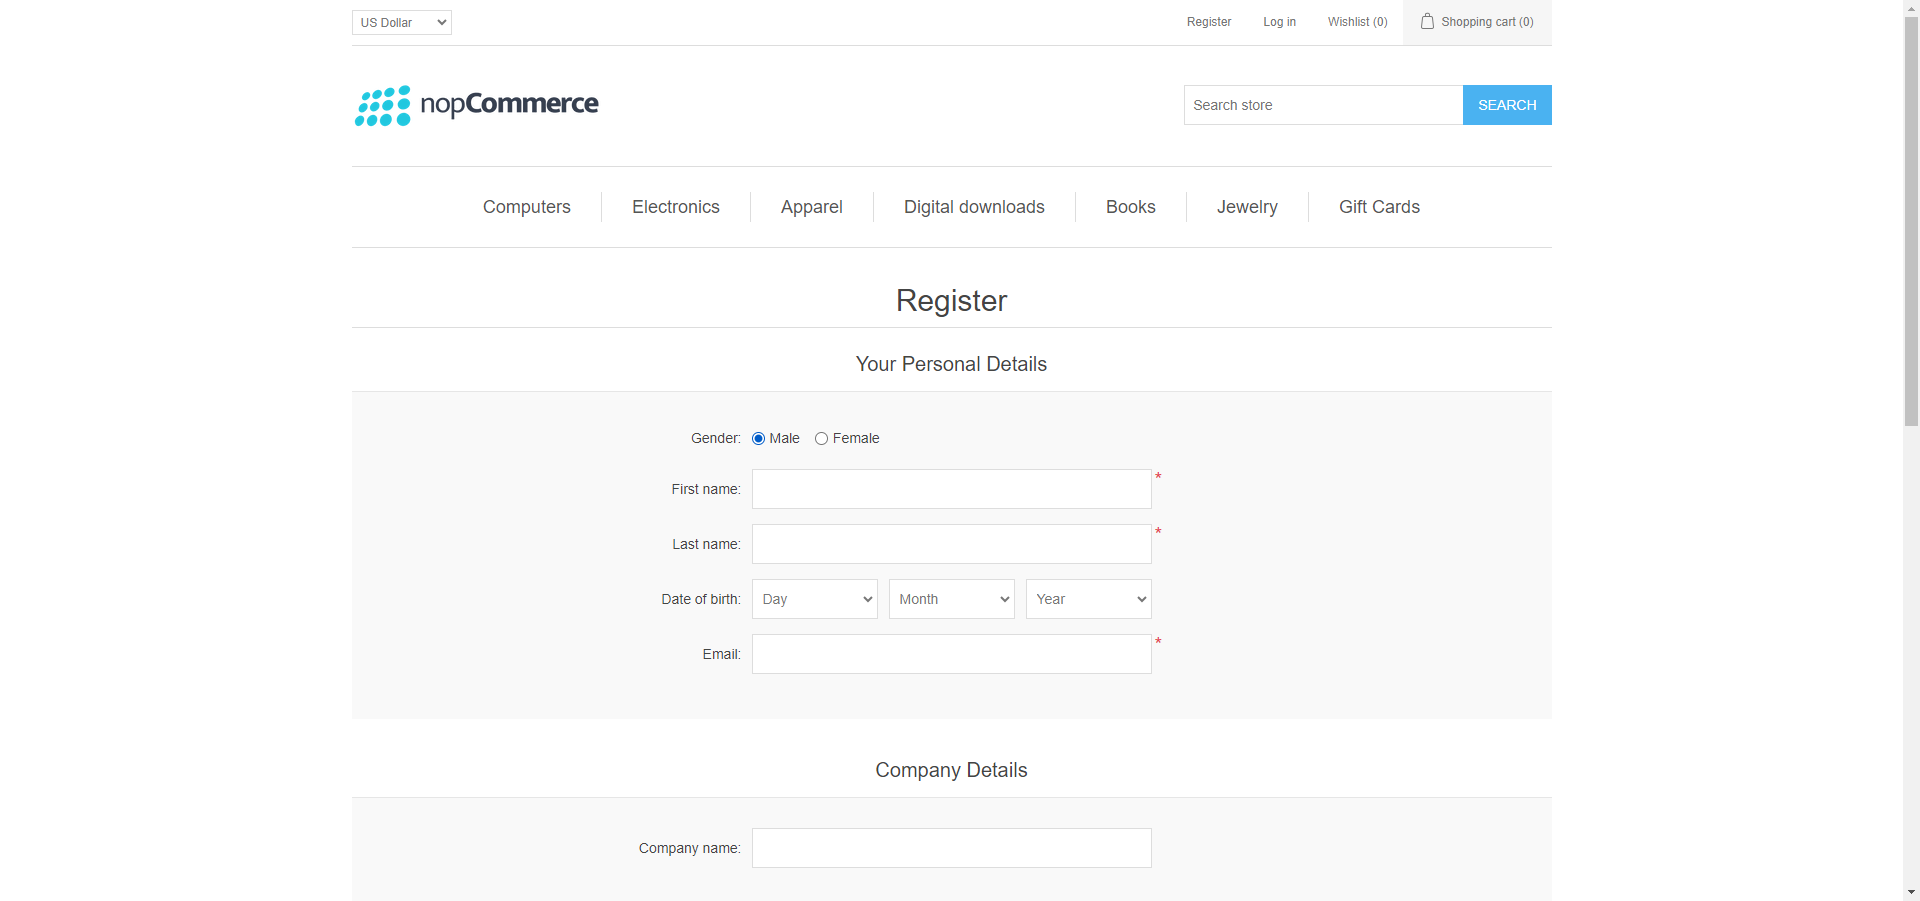 US Dollar
Register
Log in
Wishlist (0)
Shopping cart (0)
nopCommerce
Search store
SEARCH
Computers
Electronics
Apparel
Digital downloads
Books
Jewelry
Gift Cards
Register
Your Personal Details
Gender: Male Female
First name: *
Last name: *
Date of birth: Day Month Year
Email: *
Company Details
Company name: